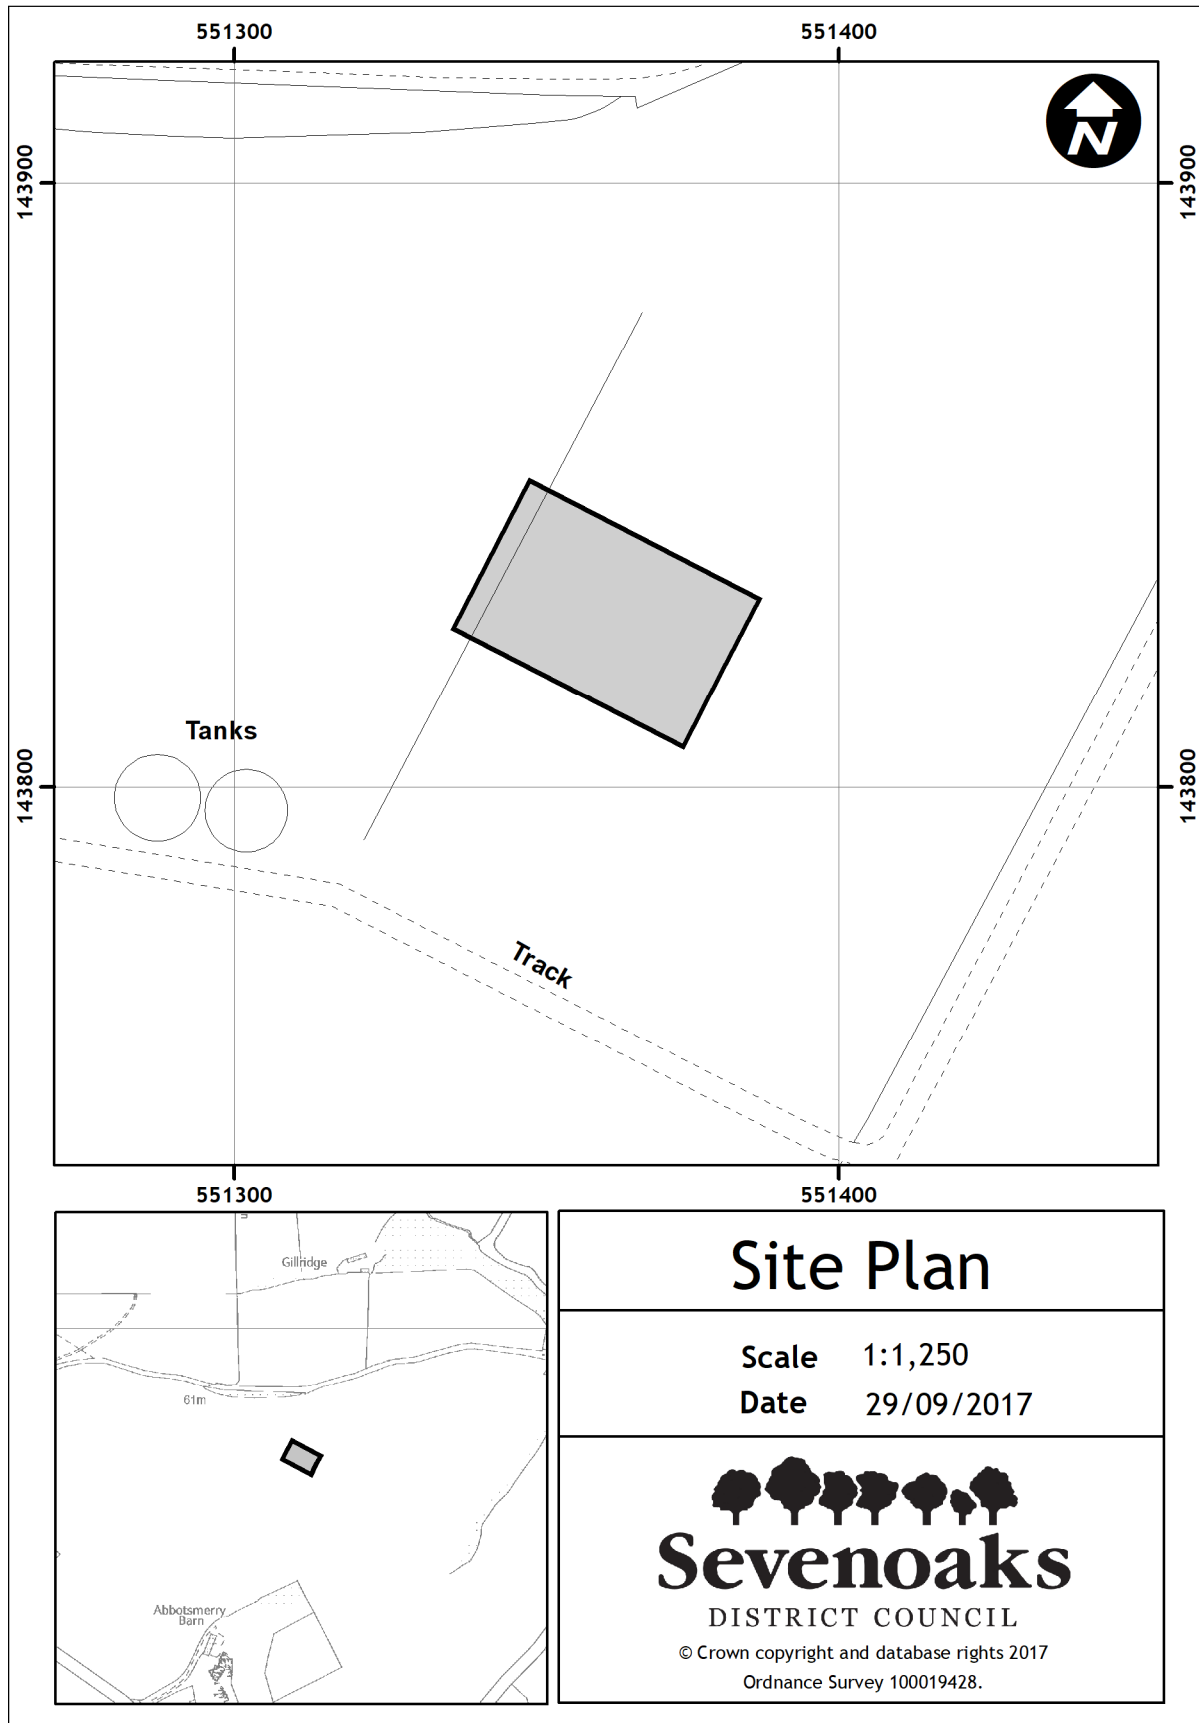 551300
551400
N
143900
143900
Tanks
143800
143800
Track
551300
551400
Gillridge
61m
Abbotsmerry
Barn
Site Plan
Scale 1:1,250
Date 29/09/2017
Sevenoaks
DISTRICT COUNCIL
© Crown copyright and database rights 2017
Ordnance Survey 100019428.